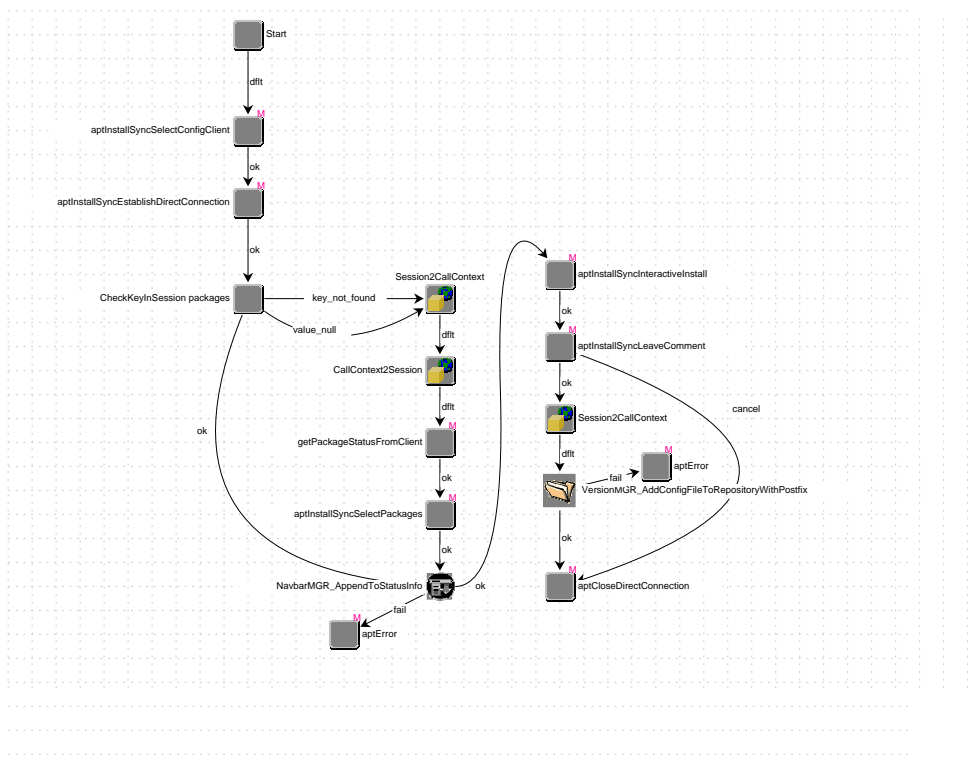 Start
dflt
M
aptInstallSyncSelectConfigClient
ok
M
aptInstallSyncEstablishDirectConnection
ok
CheckKeyInSession packages
key_not_found
value_null
ok
Session2CallContext
dflt
CallContext2Session
dflt
M
getPackageStatusFromClient
ok
M
aptInstallSyncSelectPackages
ok
NavbarMGR_AppendToStatusInfo
ok
fail
M
aptError
M
aptInstallSyncInteractiveInstall
ok
M
aptInstallSyncLeaveComment
ok
cancel
Session2CallContext
dflt
M
aptError
fail
VersionMGR_AddConfigFileToRepositoryWithPostfix
ok
M
aptCloseDirectConnection